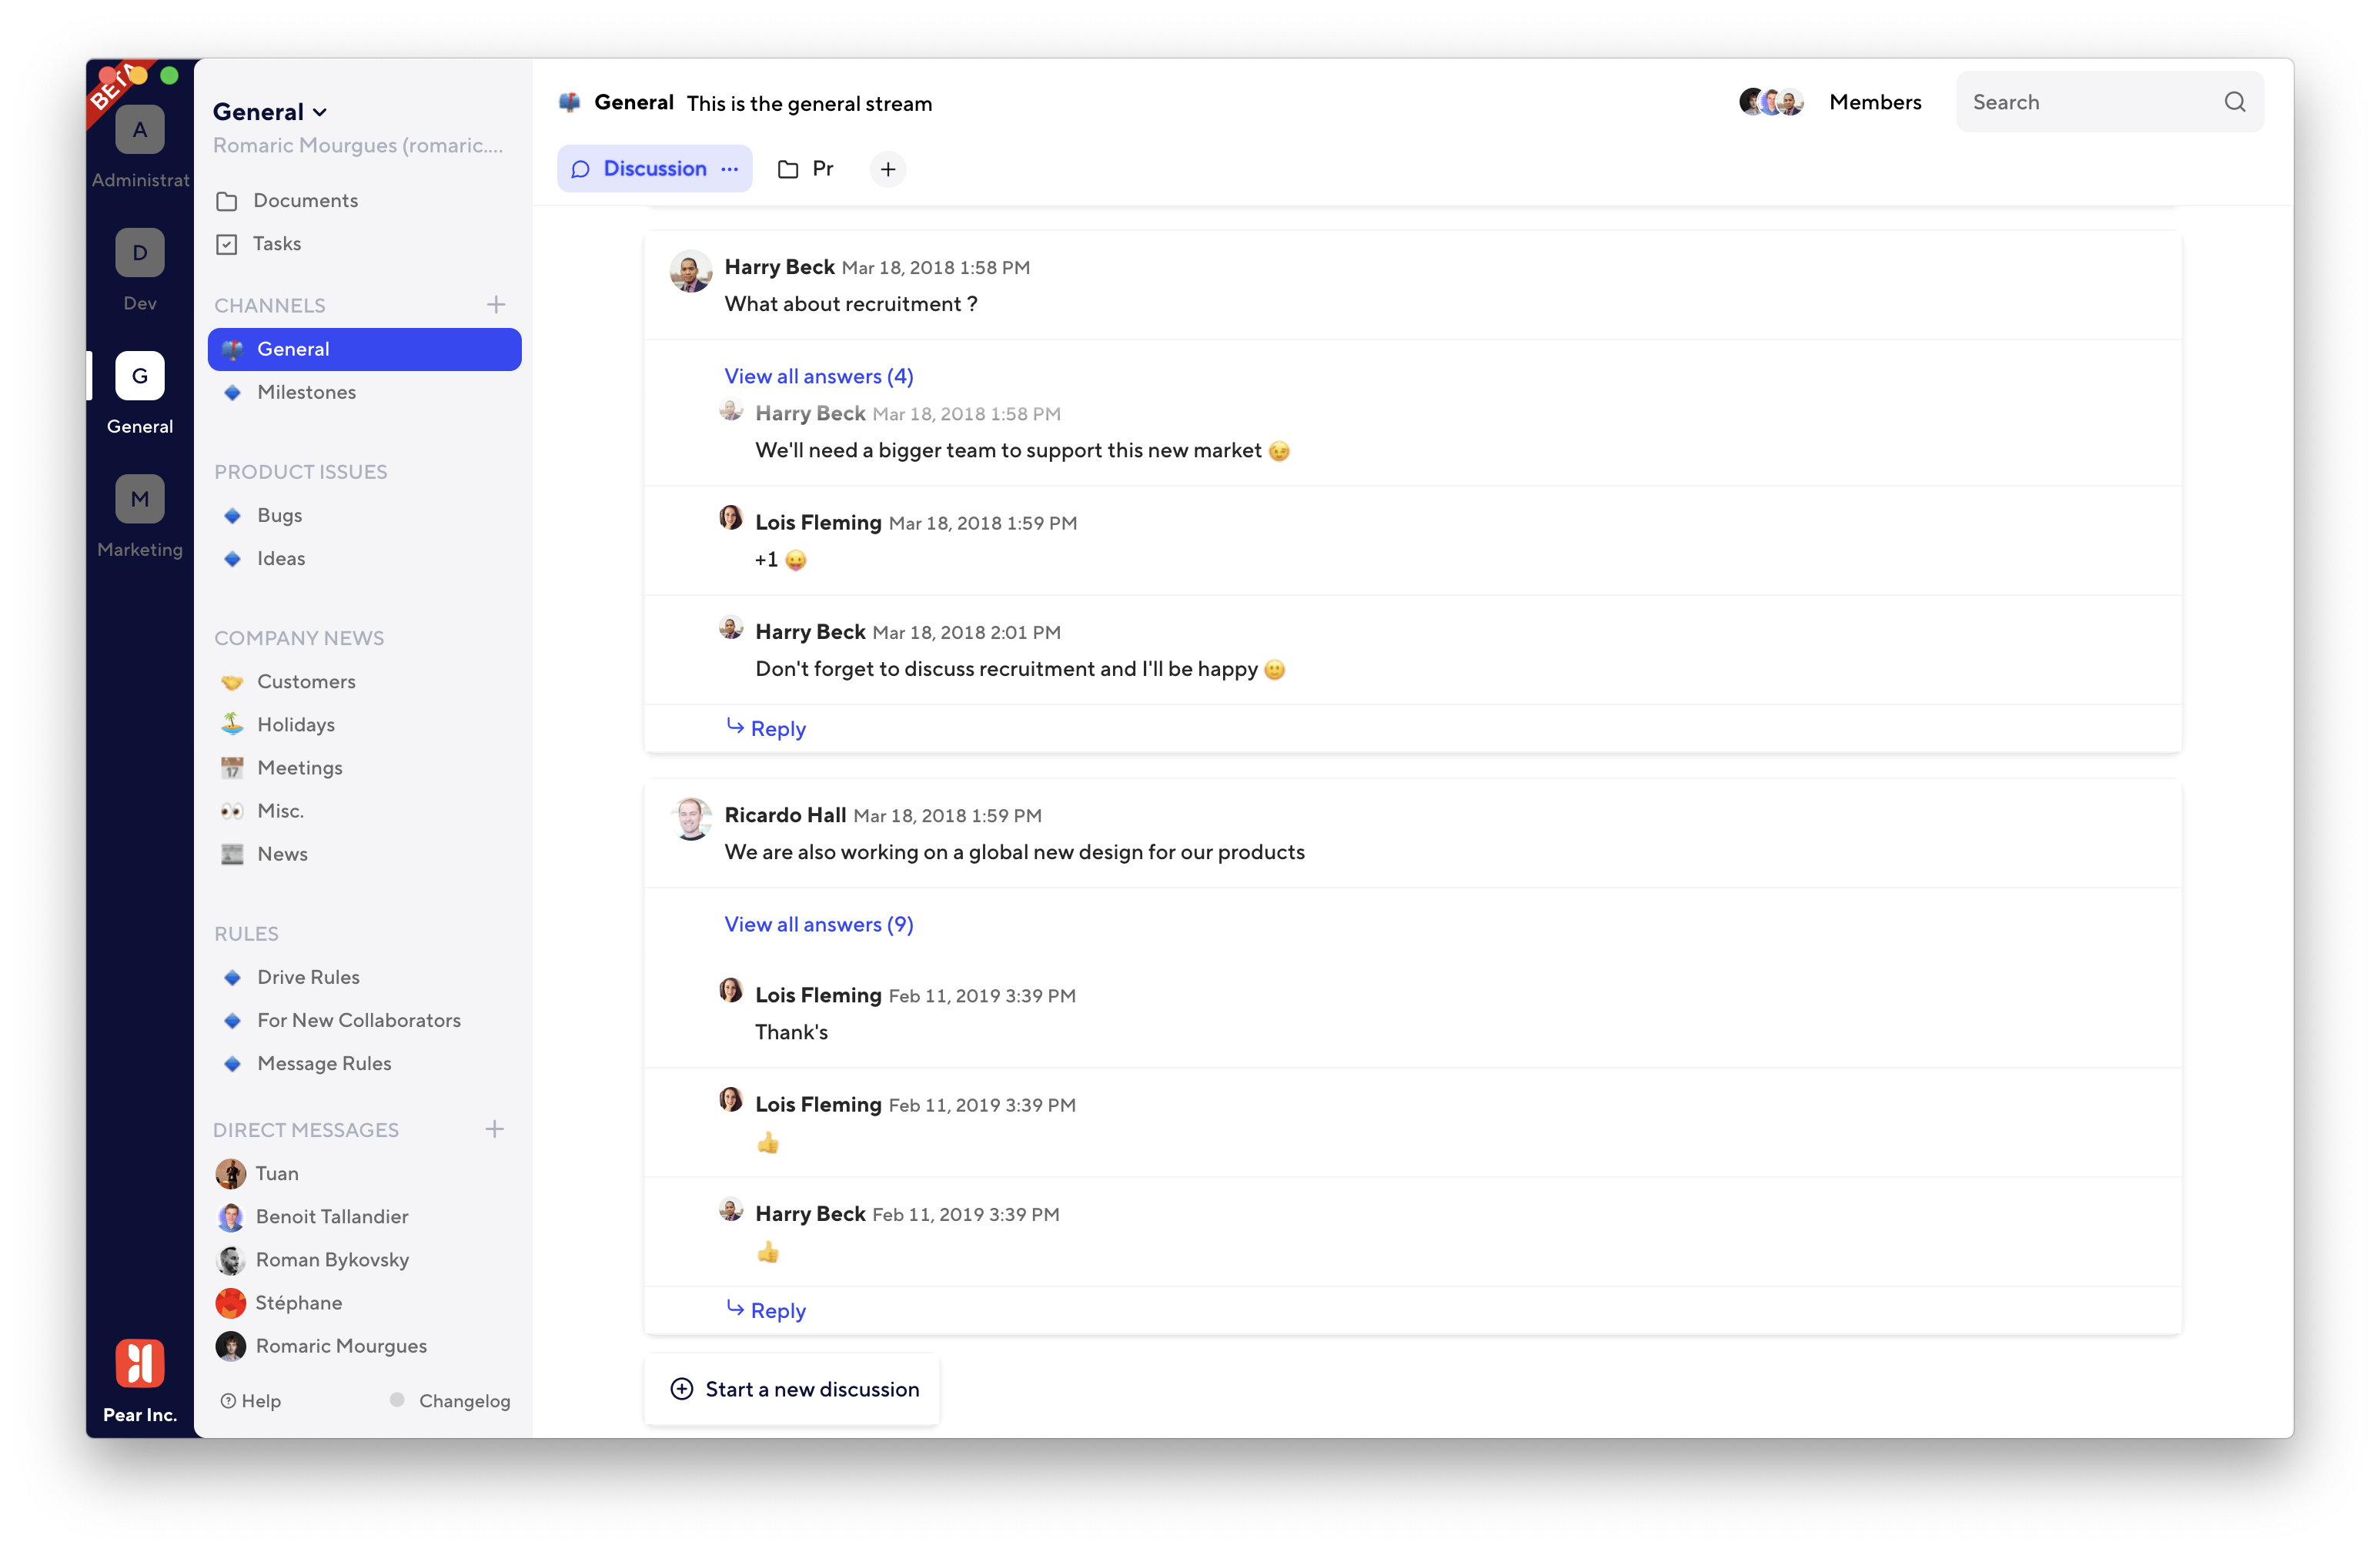 BETA
A
Administrat
D
Dev
G
General
M
Marketing
Pear Inc.
General
Romaric Mourgues (romaric....
Documents
Tasks
CHANNELS
General
Milestones
PRODUCT ISSUES
Bugs
Ideas
COMPANY NEWS
Customers
Holidays
17
Meetings
Misc.
News
RULES
Drive Rules
For New Collaborators
Message Rules
DIRECT MESSAGES
Tuan
Benoit Tallandier
Roman Bykovsky
Stéphane
Romaric Mourgues
Help
Changelog
General This is the general stream
Members
Search
Discussion ...
Pr
Harry Beck Mar 18, 2018 1:58 PM
What about recruitment ?
View all answers (4)
Harry Beck Mar 18, 2018 1:58 PM
We'll need a bigger team to support this new market 😉
Lois Fleming Mar 18, 2018 1:59 PM
+1 😛
Harry Beck Mar 18, 2018 2:01 PM
Don't forget to discuss recruitment and I'll be happy 🙂
Reply
Ricardo Hall Mar 18, 2018 1:59 PM
We are also working on a global new design for our products
View all answers (9)
Lois Fleming Feb 11, 2019 3:39 PM
Thank's
Lois Fleming Feb 11, 2019 3:39 PM
👍
Harry Beck Feb 11, 2019 3:39 PM
👍
Reply
Start a new discussion